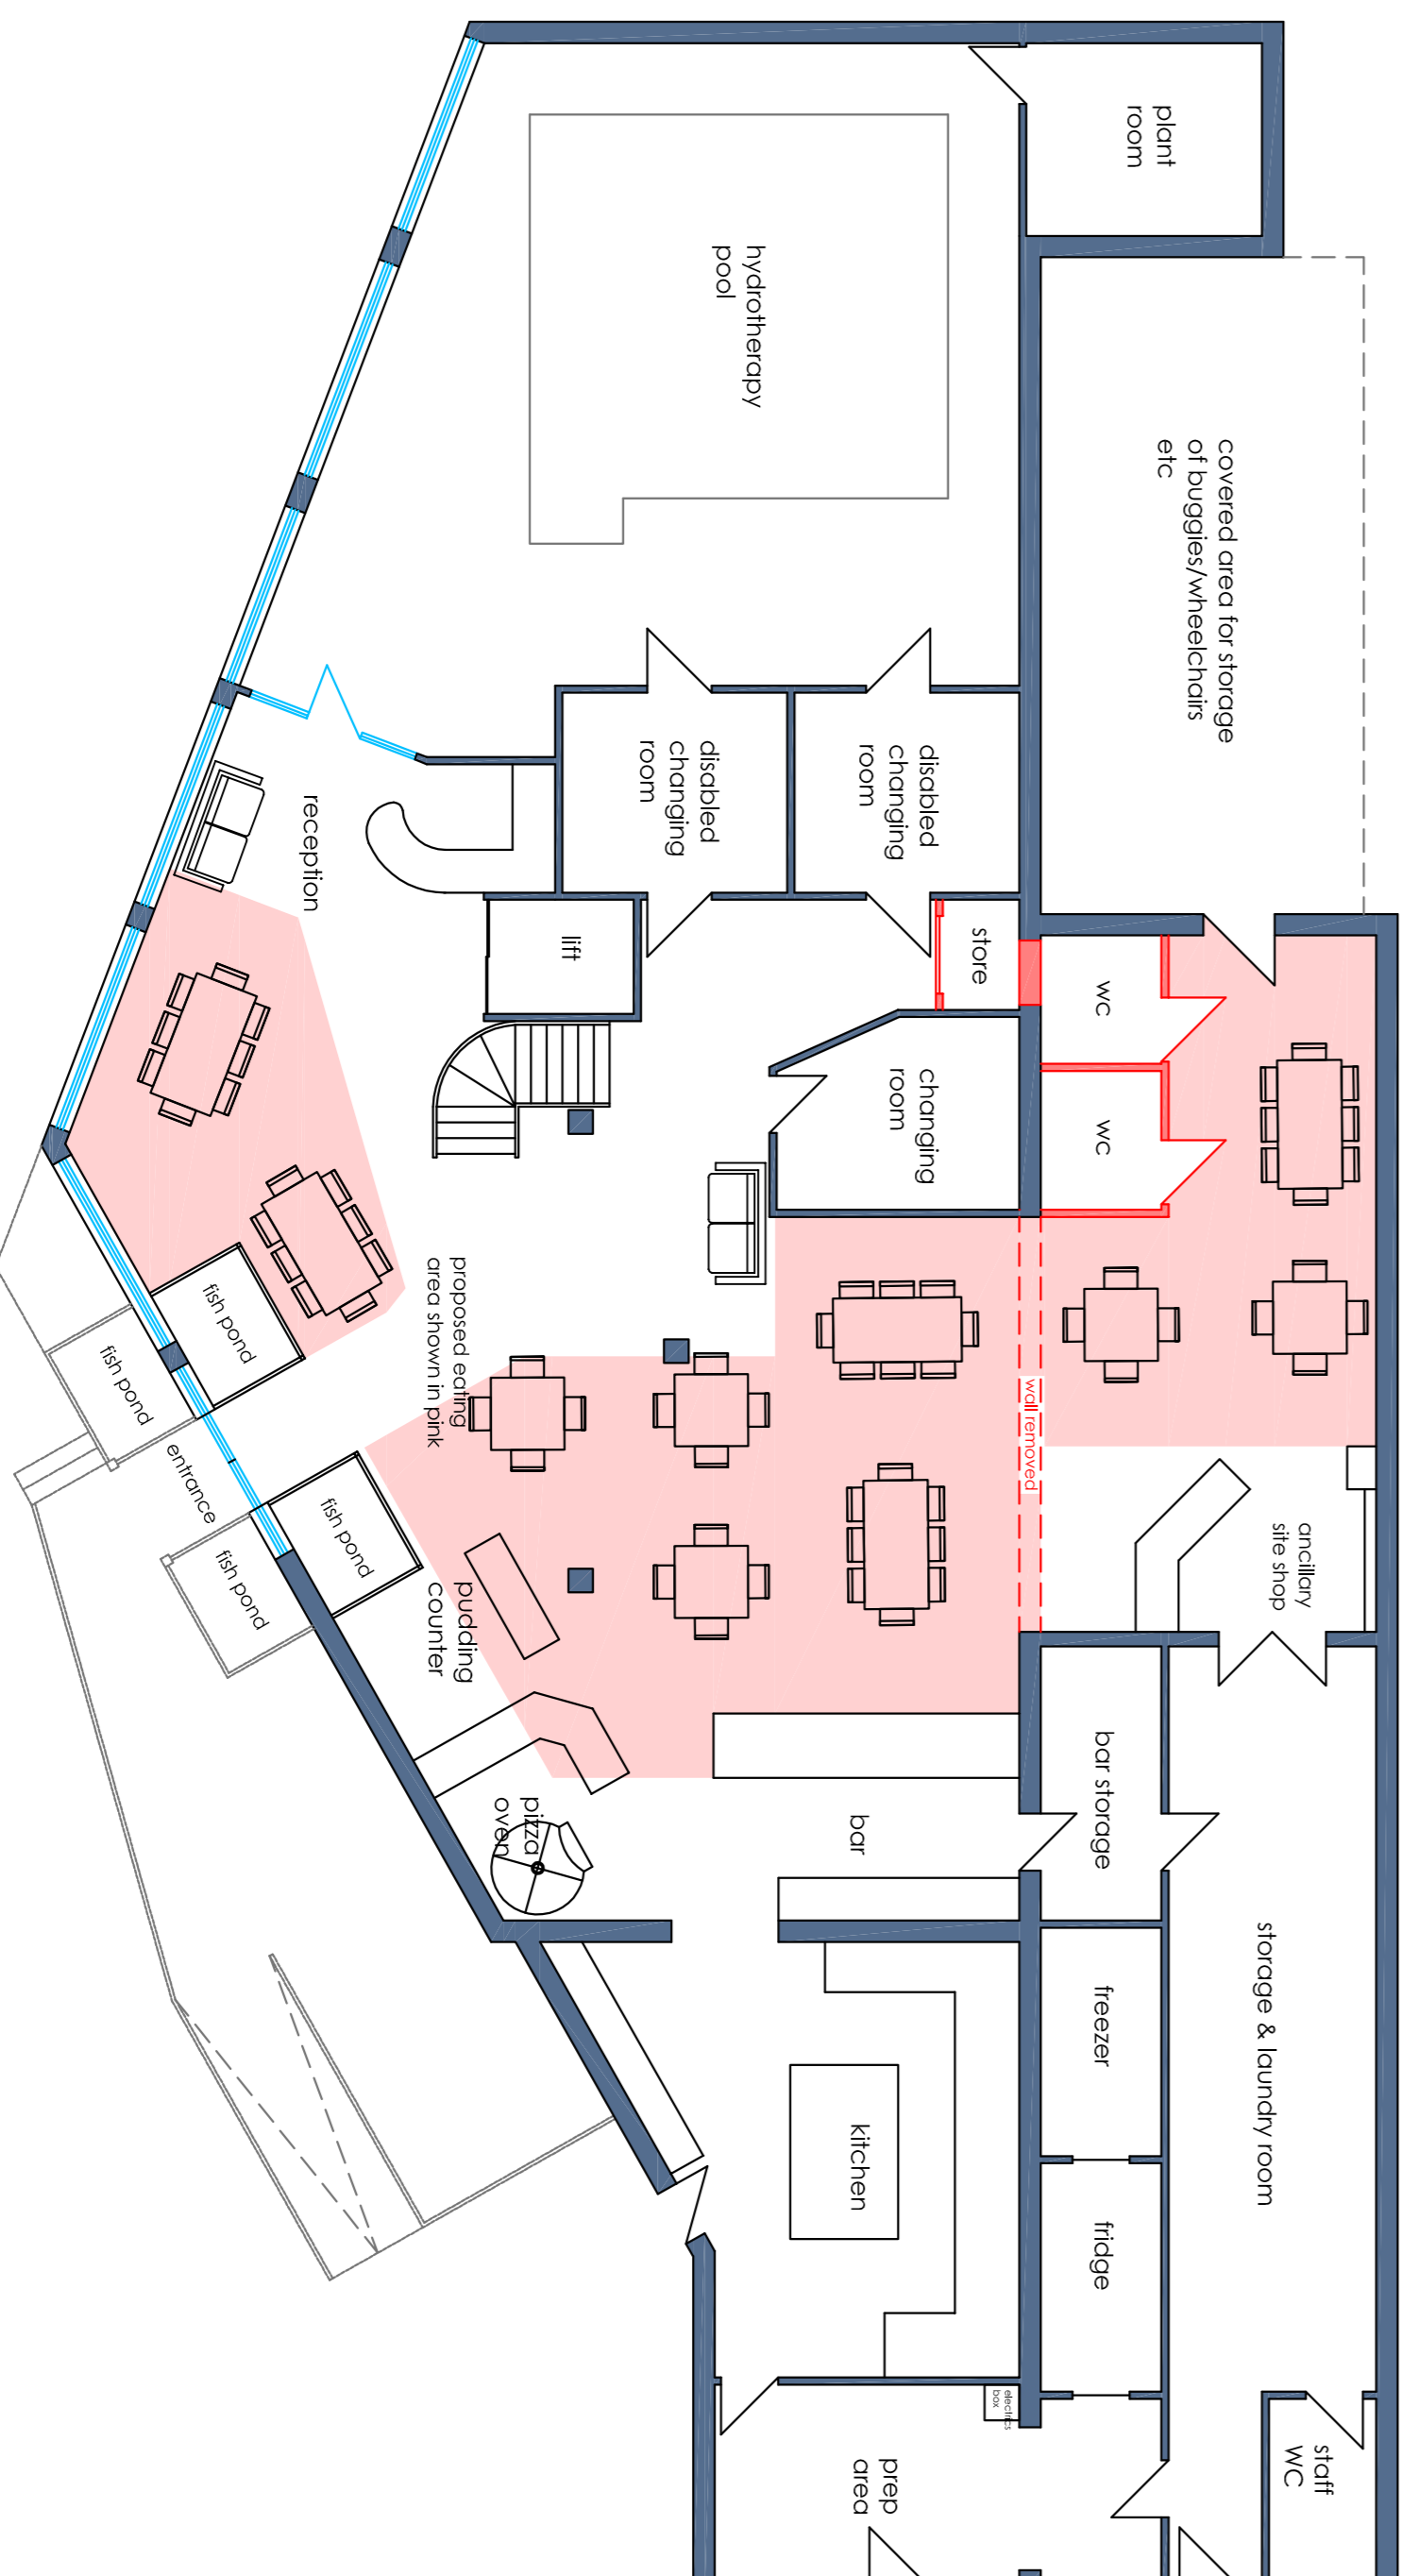 plant
room
covered area for storage
of buggies/wheelchairs
etc
hydrotherapy
pool
disabled
changing
room
disabled
changing
room
reception
lift
store
wc
wc
changing
room
proposed eating
area shown in pink
wall removed
fish pond
fish pond
entrance
fish pond
fish pond
ancillary
site shop
pudding
counter
bar storage
pizza
oven
bar
storage & laundry room
freezer
kitchen
fridge
electrics
box
staff
WC
prep
area